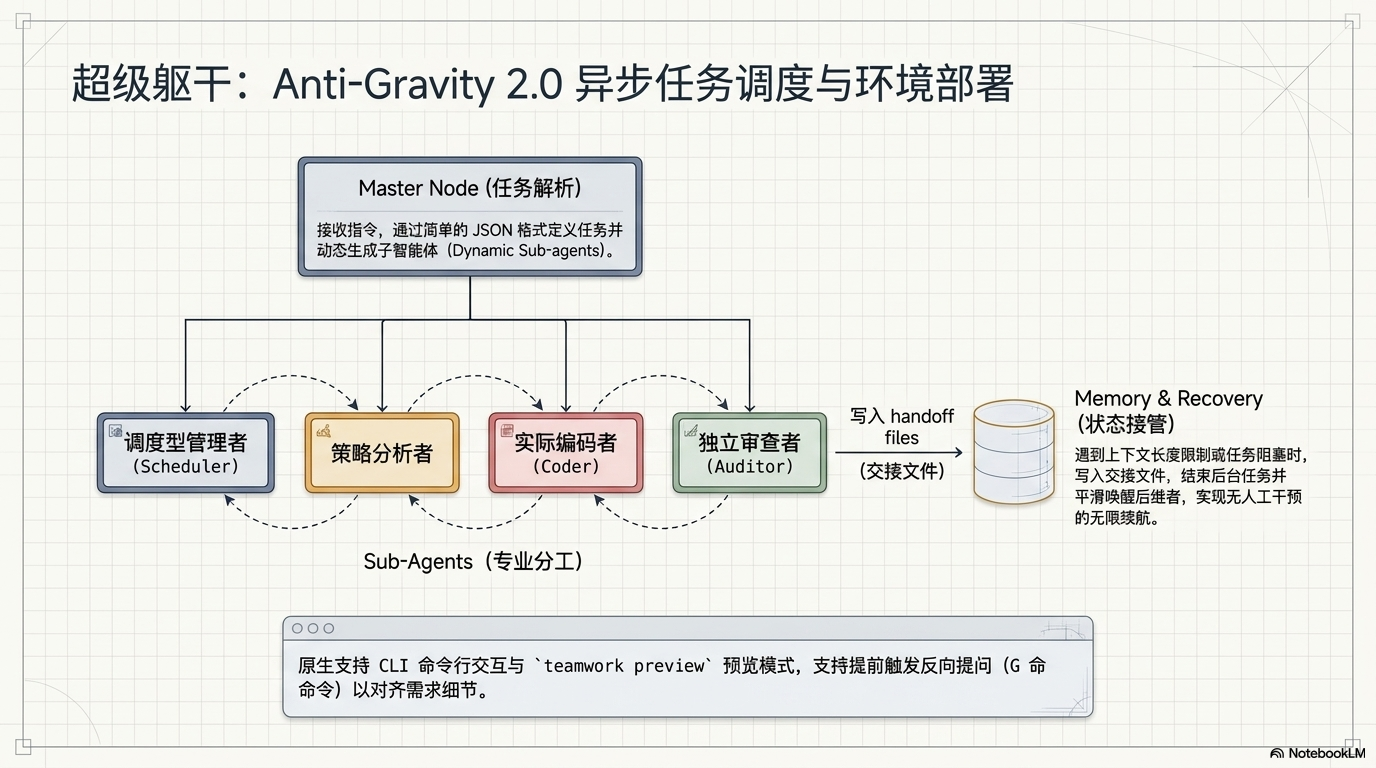 超级躯干：Anti-Gravity 2.0 异步任务调度与环境部署
Master Node (任务解析)
接收指令，通过简单的 JSON 格式定义任务并
动态生成子智能体（Dynamic Sub-agents）。
调度型管理者
(Scheduler)
策略分析者
实际编码者
(Coder)
独立审查者
(Auditor)
写入 handoff
files
(交接文件)
Memory & Recovery
(状态接管)
遇到上下文长度限制或任务阻塞时，
写入交接文件，结束后台任务并
平滑唤醒后继者，实现无人工干预
的无限续航。
Sub-Agents（专业分工）
原生支持 CLI 命令行交互与 `teamwork preview` 预览模式，支持提前触发反向提问（G 命
命令）以对齐需求细节。
NotebookLM